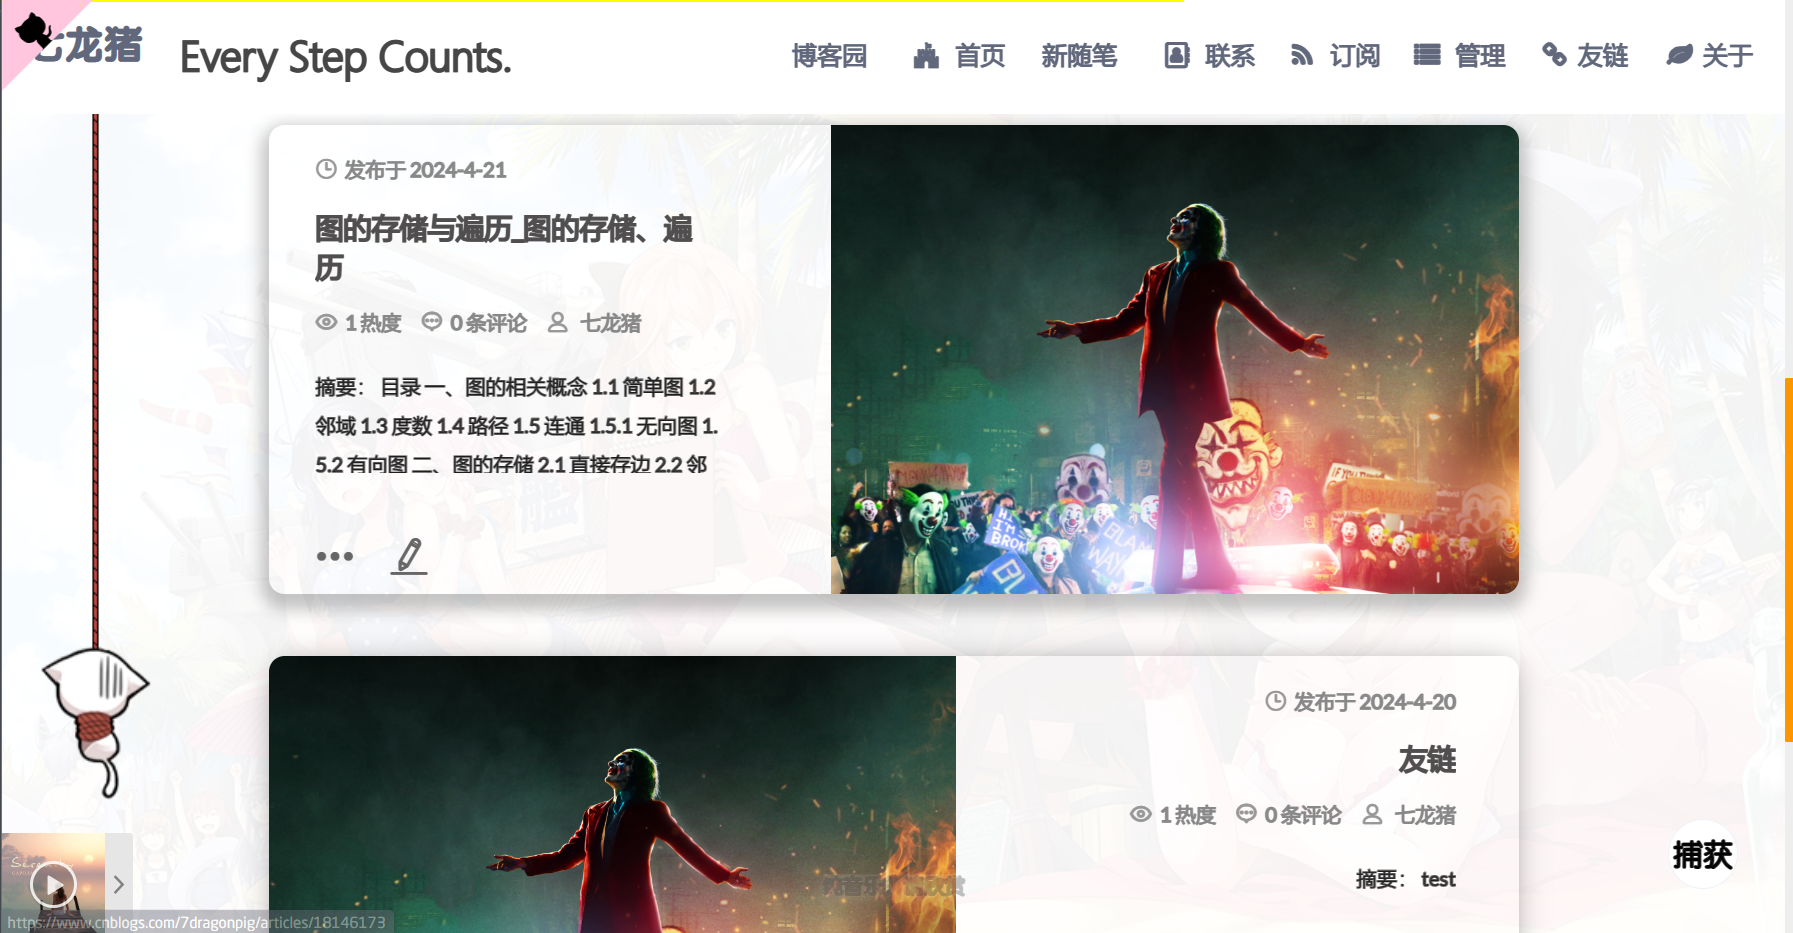 七龙猪
Every Step Counts.
博客园
首页
新随笔
联系
订阅
管理
友链
关于
发布于 2024-4-21
图的存储与遍历_图的存储、遍
历
1 热度
0 条评论
七龙猪
摘要： 目录 一、图的相关概念 1.1 简单图 1.2
邻域 1.3 度数 1.4 路径 1.5 连通 1.5.1 无向图 1.
5.2 有向图 二、图的存储 2.1 直接存边 2.2 邻
HI
I'M
BROK
IF YOU
发布于 2024-4-20
友链
1 热度
0 条评论
七龙猪
摘要： test
捕获
https://www.cnblogs.com/7dragonpig/articles/18146173